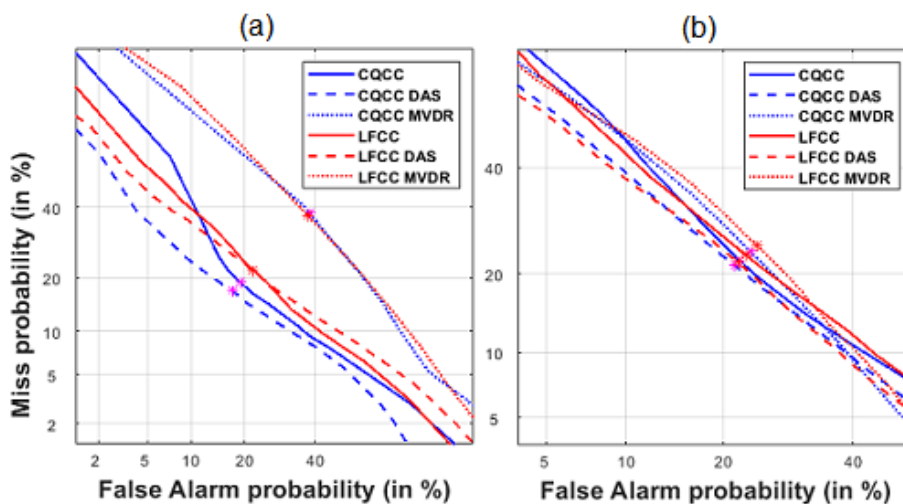 (a)
(b)
CQCC
CQCC DAS
CQCC MVDR
LFCC
LFCC DAS
LFCC MVDR
CQCC
CQCC DAS
CQCC MVDR
LFCC
LFCC DAS
LFCC MVDR
Miss probability (in %)
40
20
10
5
2
40
20
10
5
2 5 10 20 40
5 10 20 40
False Alarm probability (in %)
False Alarm probability (in %)